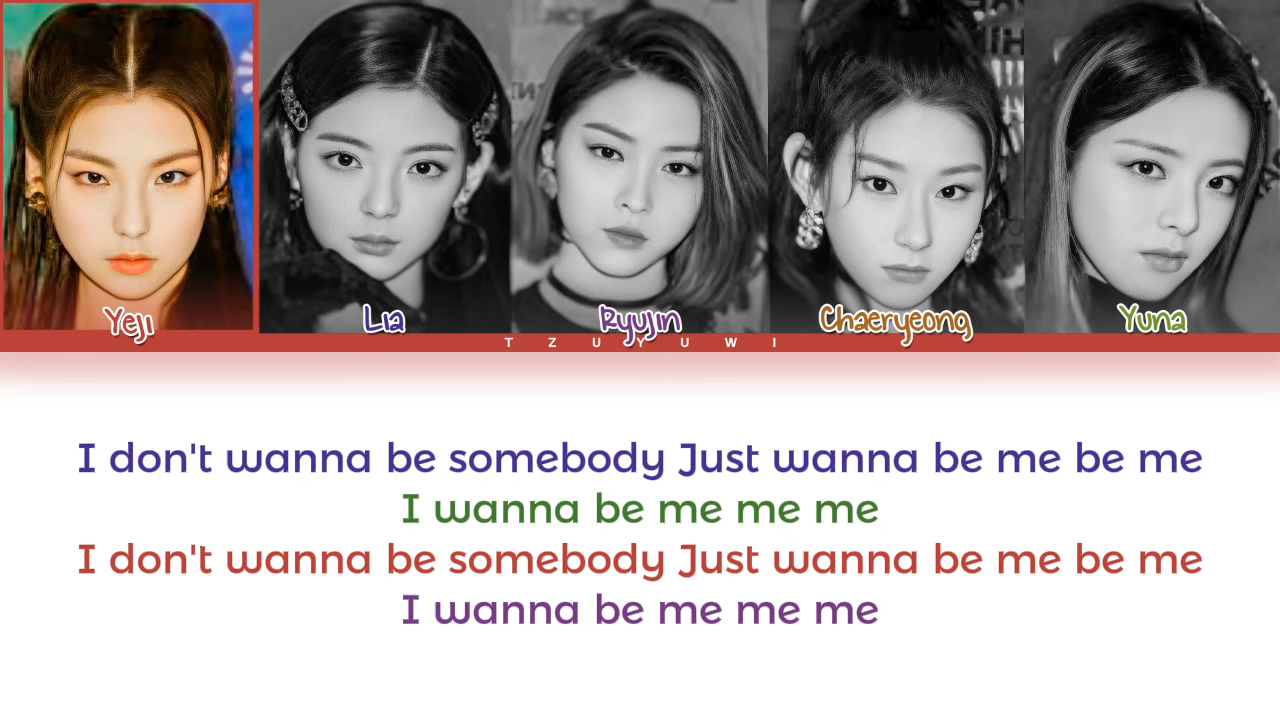 Yeji Lia Ryujin Chaeryeong Yuna
TZUYUWI
I don't wanna be somebody Just wanna be me be me
I wanna be me me me
I don't wanna be somebody Just wanna be me be me
I wanna be me me me